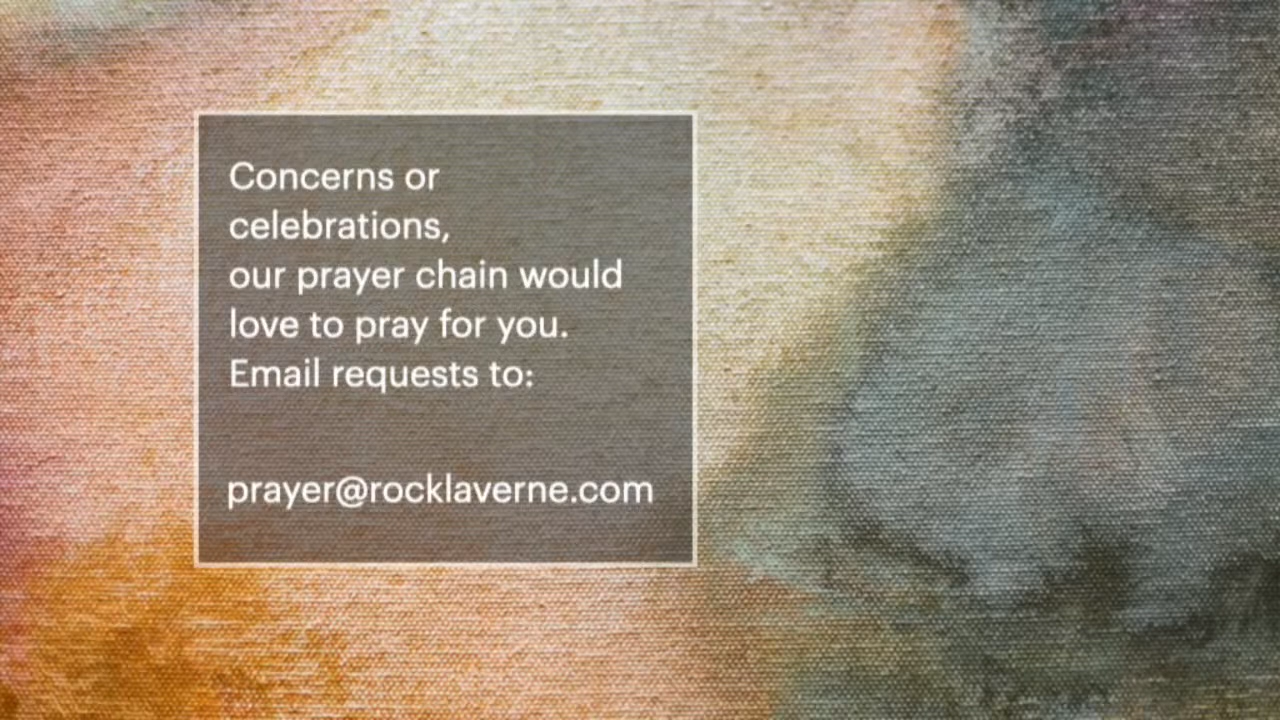 Concerns or
celebrations,
our prayer chain would
love to pray for you.
Email requests to:
prayer@rocklaverne.com